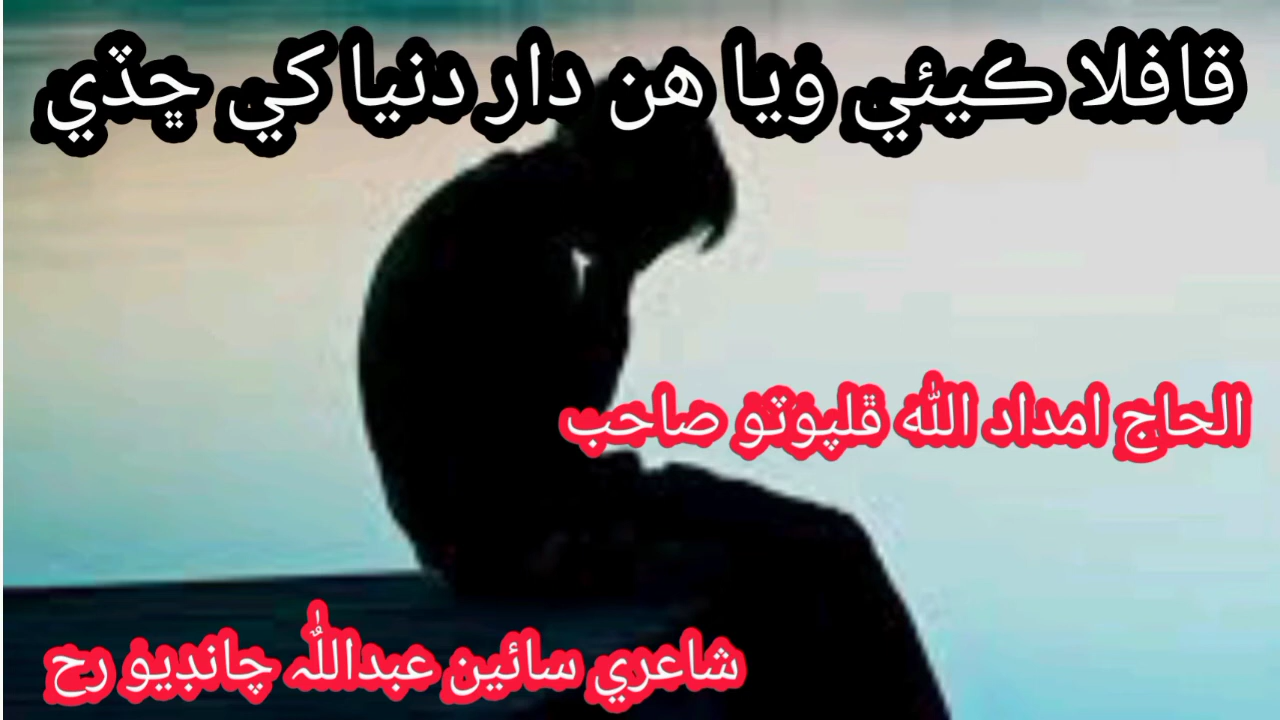 قافلا ڪيئي ويا هن دار دنيا کي ڇڏي
الحاج امداد الله ڦلپوٽو صاحب
شاعري سائين عبداللہ چانڊيو رح